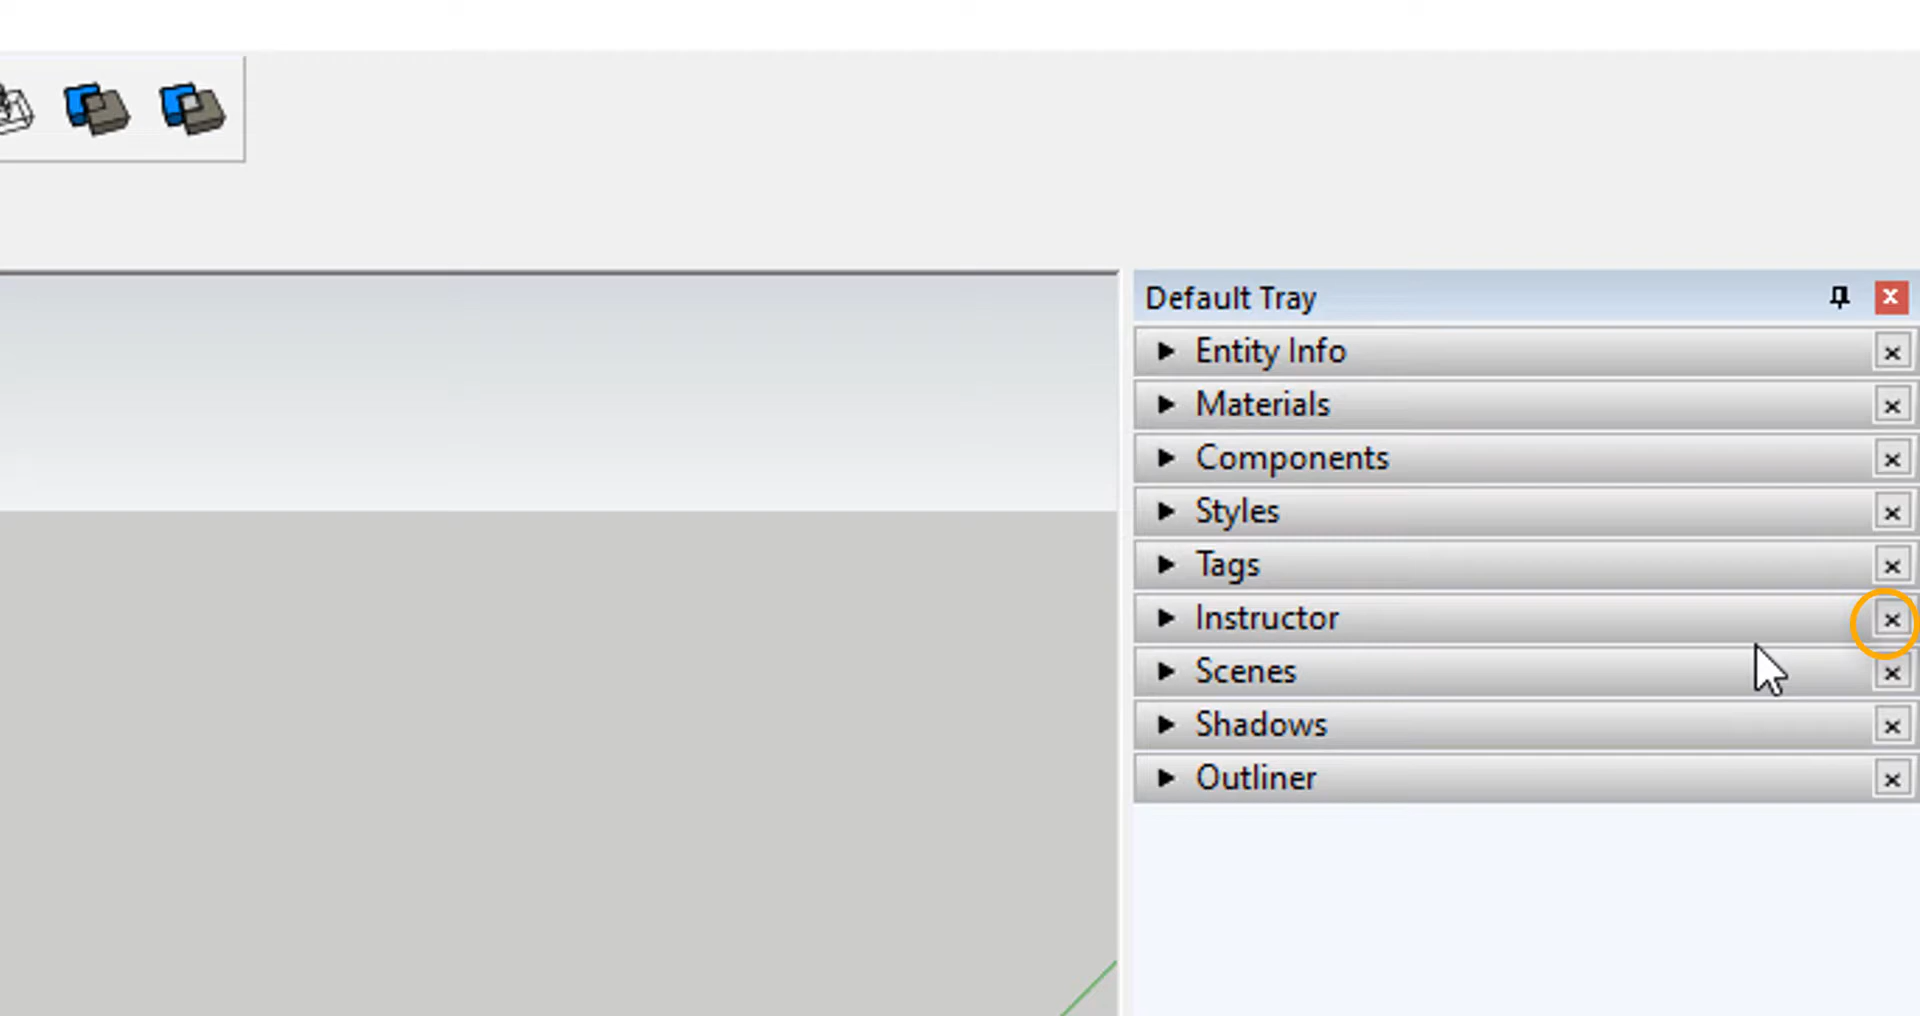 Default Tray
Entity Info
Materials
Components
Styles
Tags
Instructor
Scenes
Shadows
Outliner